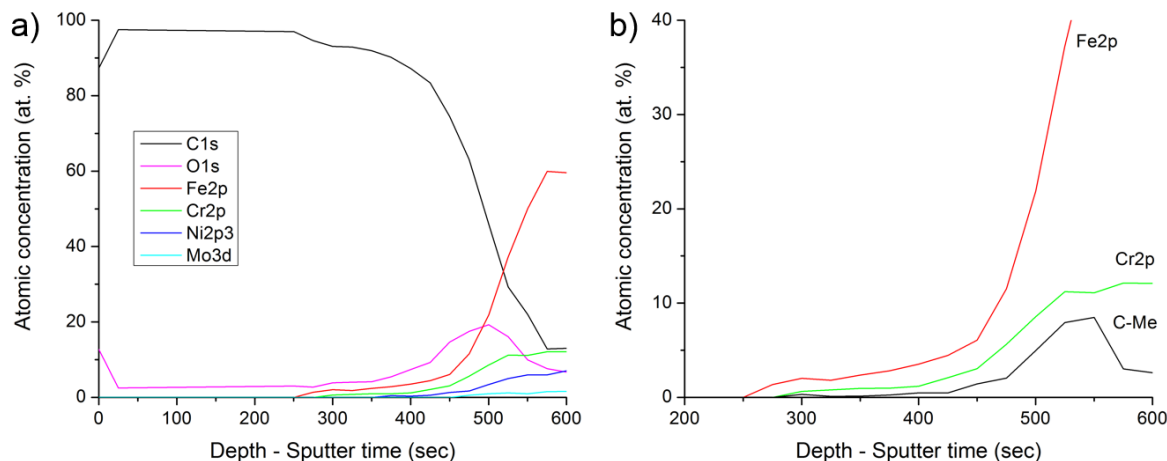 a)
Atomic concentration (at. %)
100
80
60
40
20
0
C1s
O1s
Fe2p
Cr2p
Ni2p3
Mo3d
0 100 200 300 400 500 600
Depth - Sputter time (sec)
b)
Atomic concentration (at. %)
40
30
20
10
0
Fe2p
Cr2p
C-Me
200 300 400 500 600
Depth - Sputter time (sec)